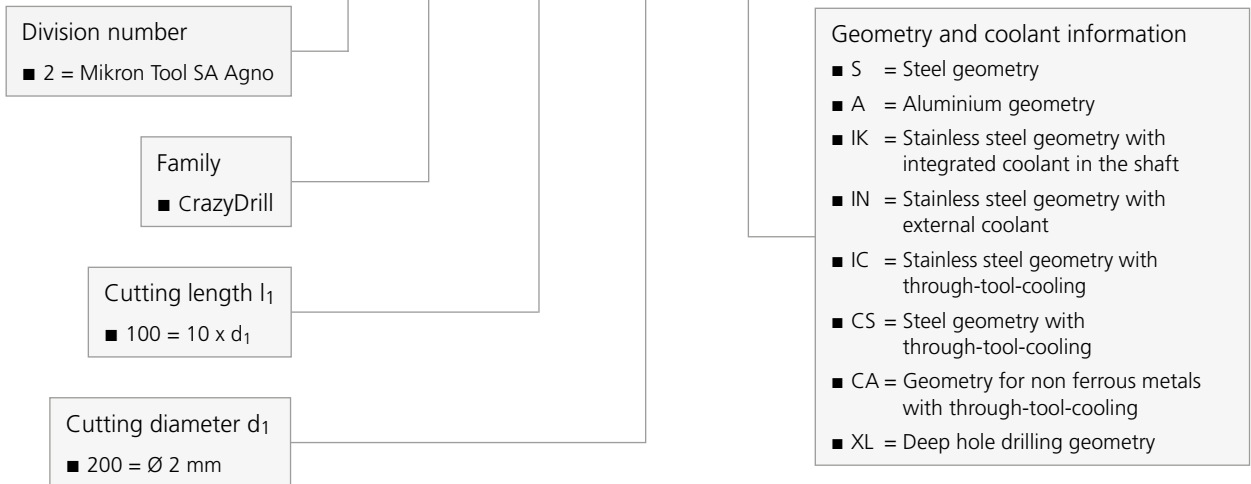 Division number
■ 2 = Mikron Tool SA Agno
Family
■ CrazyDrill
Cutting length l1
■ 100 = 10 x d1
Cutting diameter d1
■ 200 = Ø 2 mm
Geometry and coolant information
■ S = Steel geometry
■ A = Aluminium geometry
■ IK = Stainless steel geometry with
integrated coolant in the shaft
■ IN = Stainless steel geometry with
external coolant
■ IC = Stainless steel geometry with
through-tool-cooling
■ CS = Steel geometry with
through-tool-cooling
■ CA = Geometry for non ferrous metals
with through-tool-cooling
■ XL = Deep hole drilling geometry